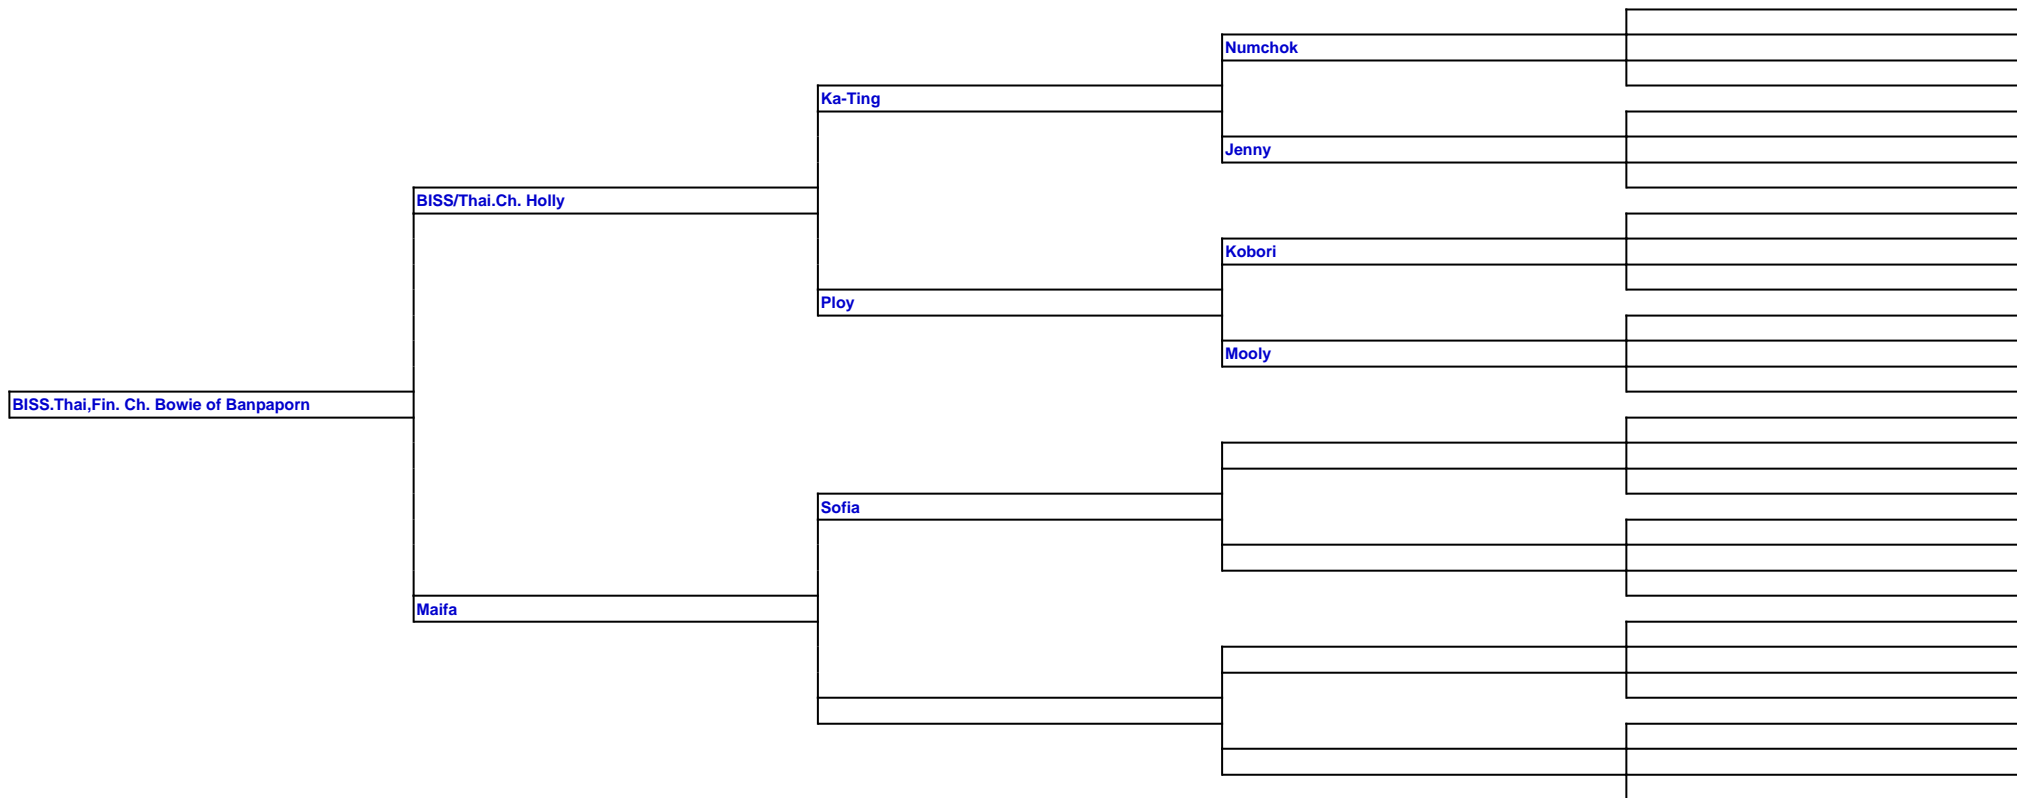 Numchok
Ka-Ting
Jenny
BISS/Thai.Ch. Holly
Kobori
Ploy
Mooly
BISS.Thai,Fin. Ch. Bowie of Banpaporn
Sofia
Maifa